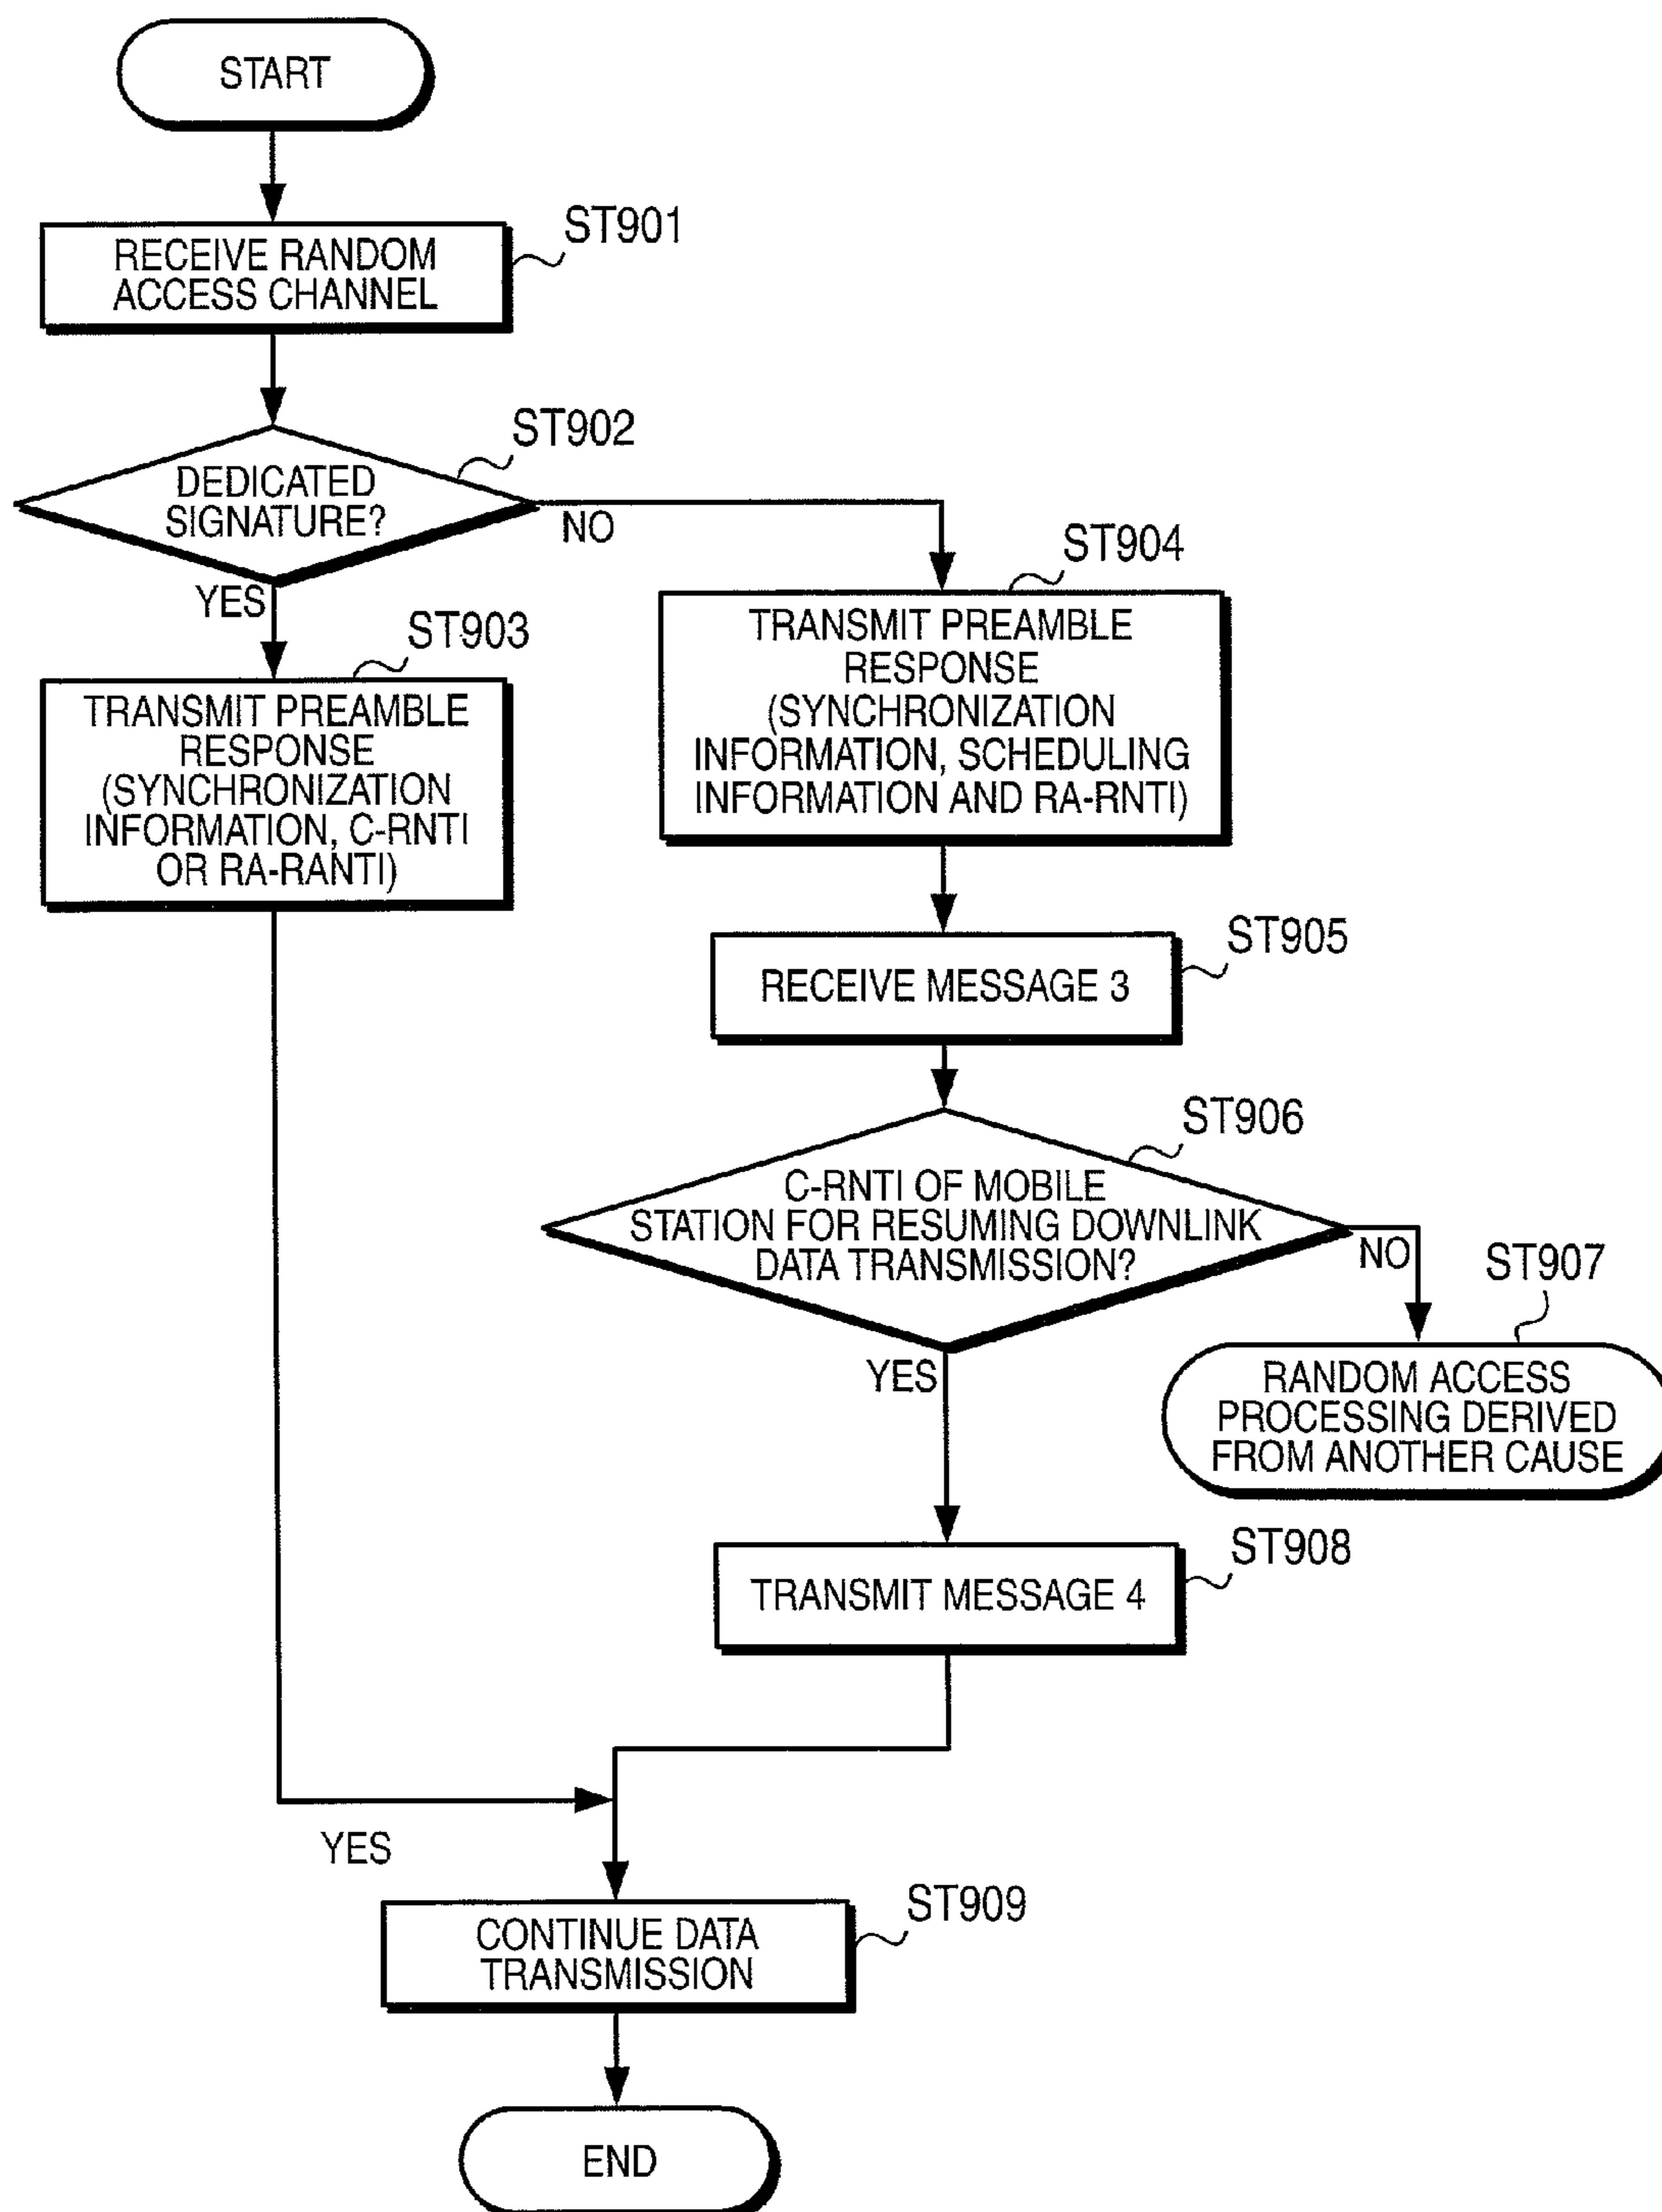 START
ST901
RECEIVE RANDOM
ACCESS CHANNEL
ST902
DEDICATED
SIGNATURE?
NO
YES
ST903
TRANSMIT PREAMBLE
RESPONSE
(SYNCHRONIZATION
INFORMATION, C-RNTI
OR RA-RANTI)
ST904
TRANSMIT PREAMBLE
RESPONSE
(SYNCHRONIZATION
INFORMATION, SCHEDULING
INFORMATION AND RA-RNTI)
ST905
RECEIVE MESSAGE 3
ST906
C-RNTI OF MOBILE
STATION FOR RESUMING DOWNLINK
DATA TRANSMISSION?
NO
ST907
RANDOM ACCESS
PROCESSING DERIVED
FROM ANOTHER CAUSE
YES
ST908
TRANSMIT MESSAGE 4
YES
ST909
CONTINUE DATA
TRANSMISSION
END